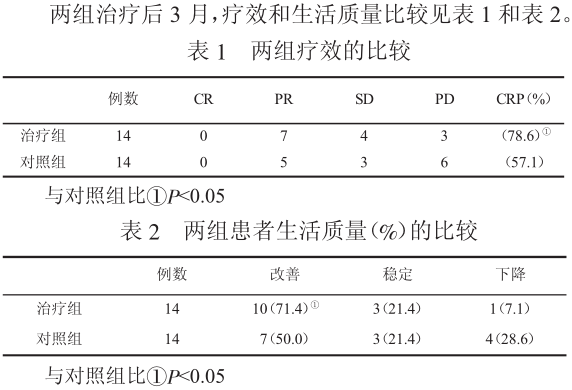 两组治疗后3月,疗效和生活质量比较见表1和表2。
表1 两组疗效的比较
例数 CR PR SD PD CRP(%)
治疗组 14 0 7 4 3 (78.6)①
对照组 14 0 5 3 6 (57.1)
与对照组比①P<0.05
表2 两组患者生活质量(%)的比较
例数 改善 稳定 下降
治疗组 14 10(71.4)① 3(21.4) 1(7.1)
对照组 14 7(50.0) 3(21.4) 4(28.6)
与对照组比①P<0.05